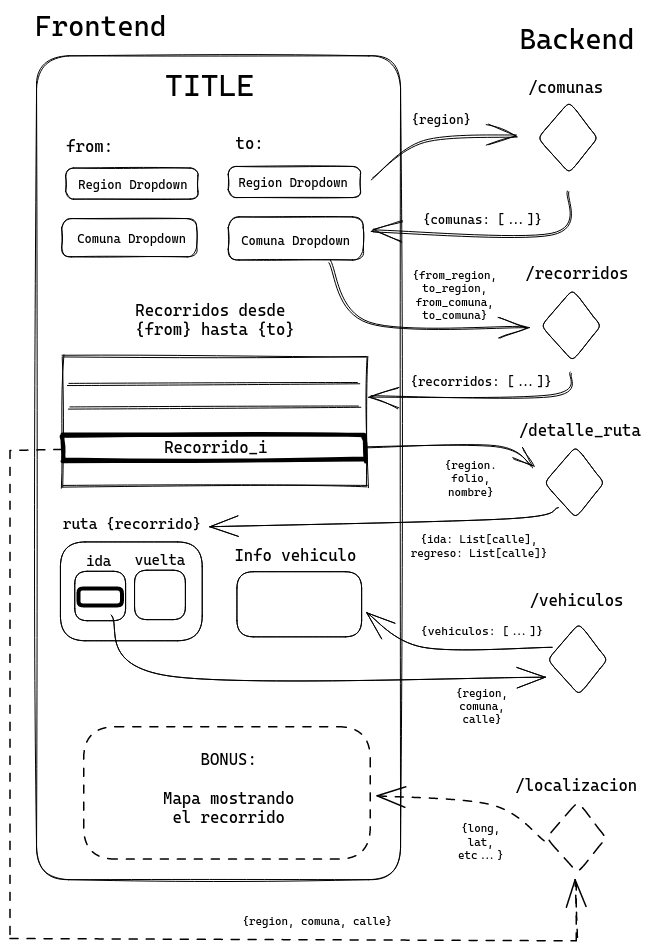 Frontend
Backend
TITLE
/comunas
from:
to:
{region}
Region Dropdown
Region Dropdown
Comuna Dropdown
Comuna Dropdown
{comunas: [...]}
/recorridos
{from_region,
to_region,
from_comuna,
to_comuna}
Recorridos desde
{from} hasta {to}
{recorridos: [...]}
/detalle_ruta
Recorrido_i
{region.
folio,
nombre}
ruta {recorrido}
{ida: List[calle],
regreso: List[calle]}
ida
vuelta
Info vehiculo
/vehiculos
{vehiculos: [...]}
{region,
comuna,
calle}
BONUS:
Mapa mostrando
el recorrido
/localizacion
{long,
lat,
etc...}
{region, comuna, calle}